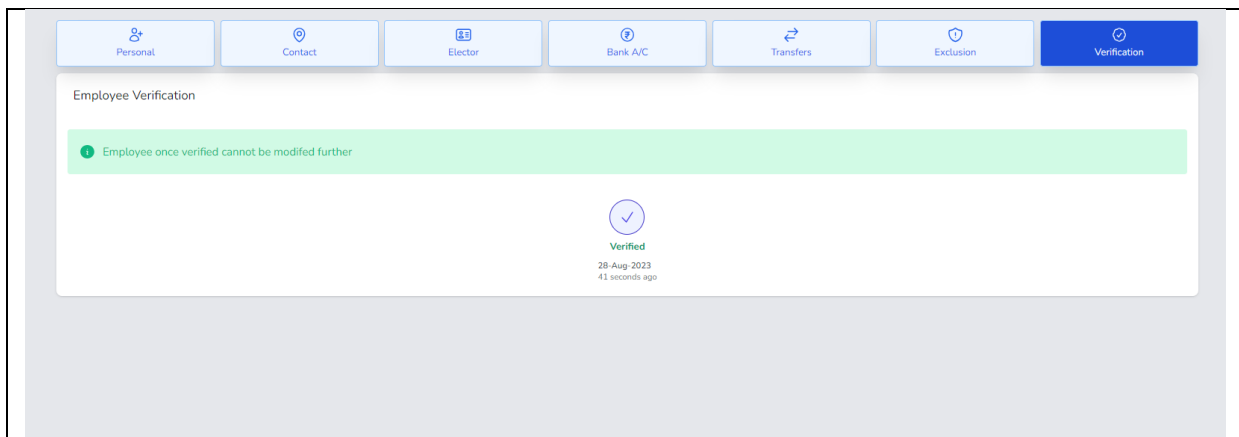 Personal
Contact
Elector
Bank A/C
Transfers
Exclusion
Verification
Employee Verification
Employee once verified cannot be modifed further
Verified
28-Aug-2023
41 seconds ago